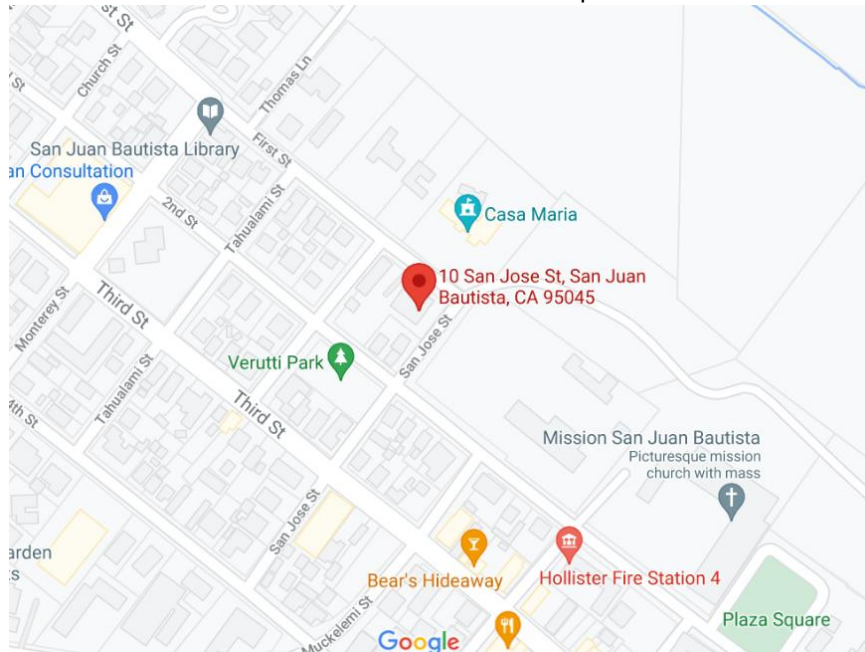 First St
Church St
Thomas Ln
San Juan Bautista Library
First St
an Consultation
2nd St
Tahualami St
Casa Maria
10 San Jose St, San Juan
Bautista, CA 95045
Monterey St
Third St
San Jose St
Verutti Park
Tahualami St
Third St
4th St
Mission San Juan Bautista
Picturesque mission
church with mass
San Jose St
arden
s
Bear's Hideaway
Hollister Fire Station 4
Plaza Square
Muckelemi St
Google